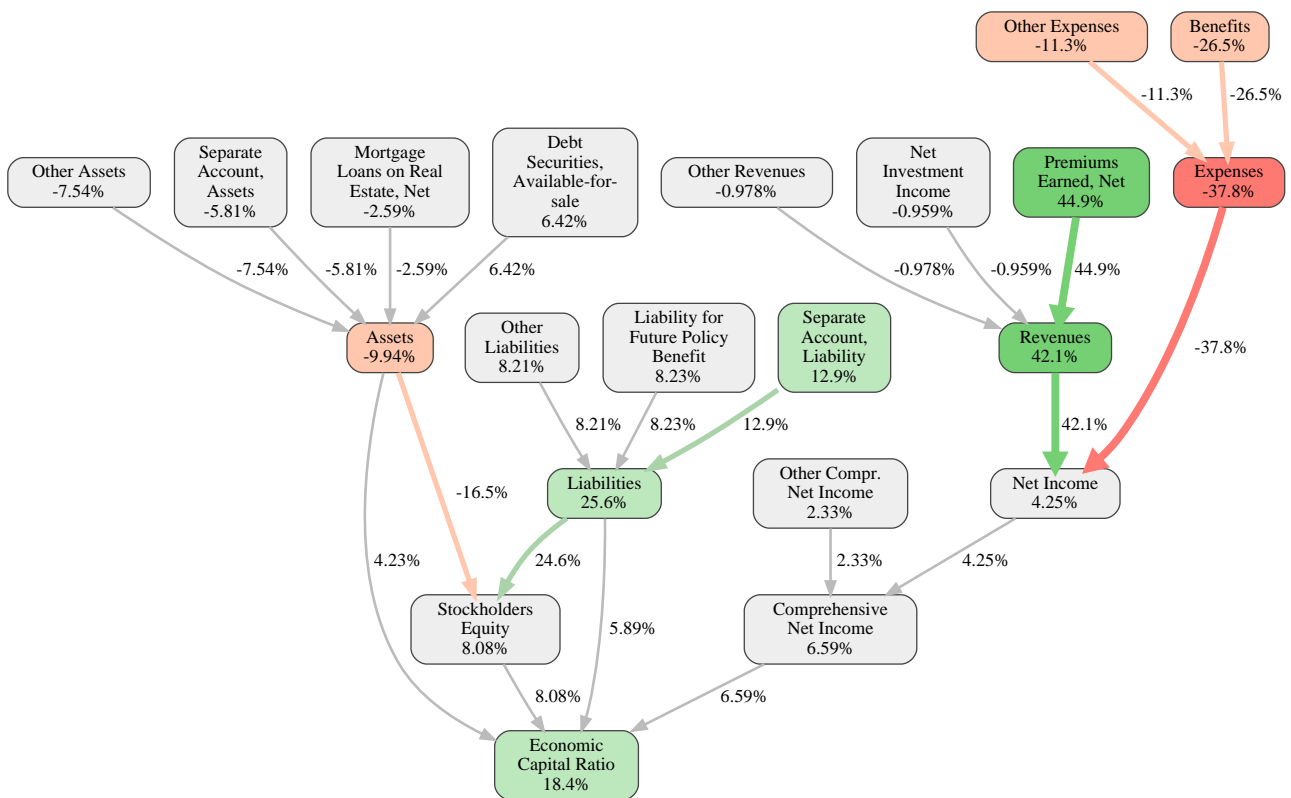 Other Expenses
-11.3%
Benefits
-26.5%
-11.3%
-26.5%
Other Assets
-7.54%
Separate
Account,
Assets
-5.81%
Mortgage
Loans on Real
Estate, Net
-2.59%
Debt
Securities,
Available-for-
sale
6.42%
Other Revenues
-0.978%
Net
Investment
Income
-0.959%
Premiums
Earned, Net
44.9%
Expenses
-37.8%
-7.54%
-5.81%
-2.59%
6.42%
-0.978%
-0.959%
44.9%
-37.8%
Assets
-9.94%
Other
Liabilities
8.21%
Liability for
Future Policy
Benefit
8.23%
Separate
Account,
Liability
12.9%
Revenues
42.1%
8.21%
8.23%
12.9%
42.1%
Liabilities
25.6%
Other Compr.
Net Income
2.33%
Net Income
4.25%
-16.5%
4.23%
24.6%
2.33%
4.25%
Stockholders
Equity
8.08%
5.89%
Comprehensive
Net Income
6.59%
8.08%
6.59%
Economic
Capital Ratio
18.4%